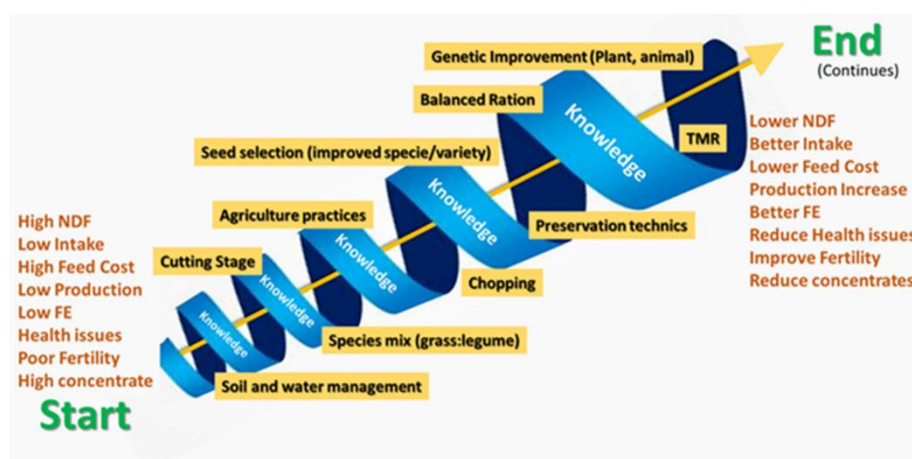 End
(Continues)
Genetic Improvement (Plant, animal)
Balanced Ration
Knowledge
TMR
Lower NDF
Better Intake
Lower Feed Cost
Production Increase
Better FE
Reduce Health issues
Improve Fertility
Reduce concentrates
Seed selection (improved specie/variety)
Knowledge
Preservation technics
Agriculture practices
Knowledge
Chopping
Cutting Stage
Knowledge
Species mix (grass:legume)
Knowledge
Soil and water management
High NDF
Low Intake
High Feed Cost
Low Production
Low FE
Health issues
Poor Fertility
High concentrate
Start